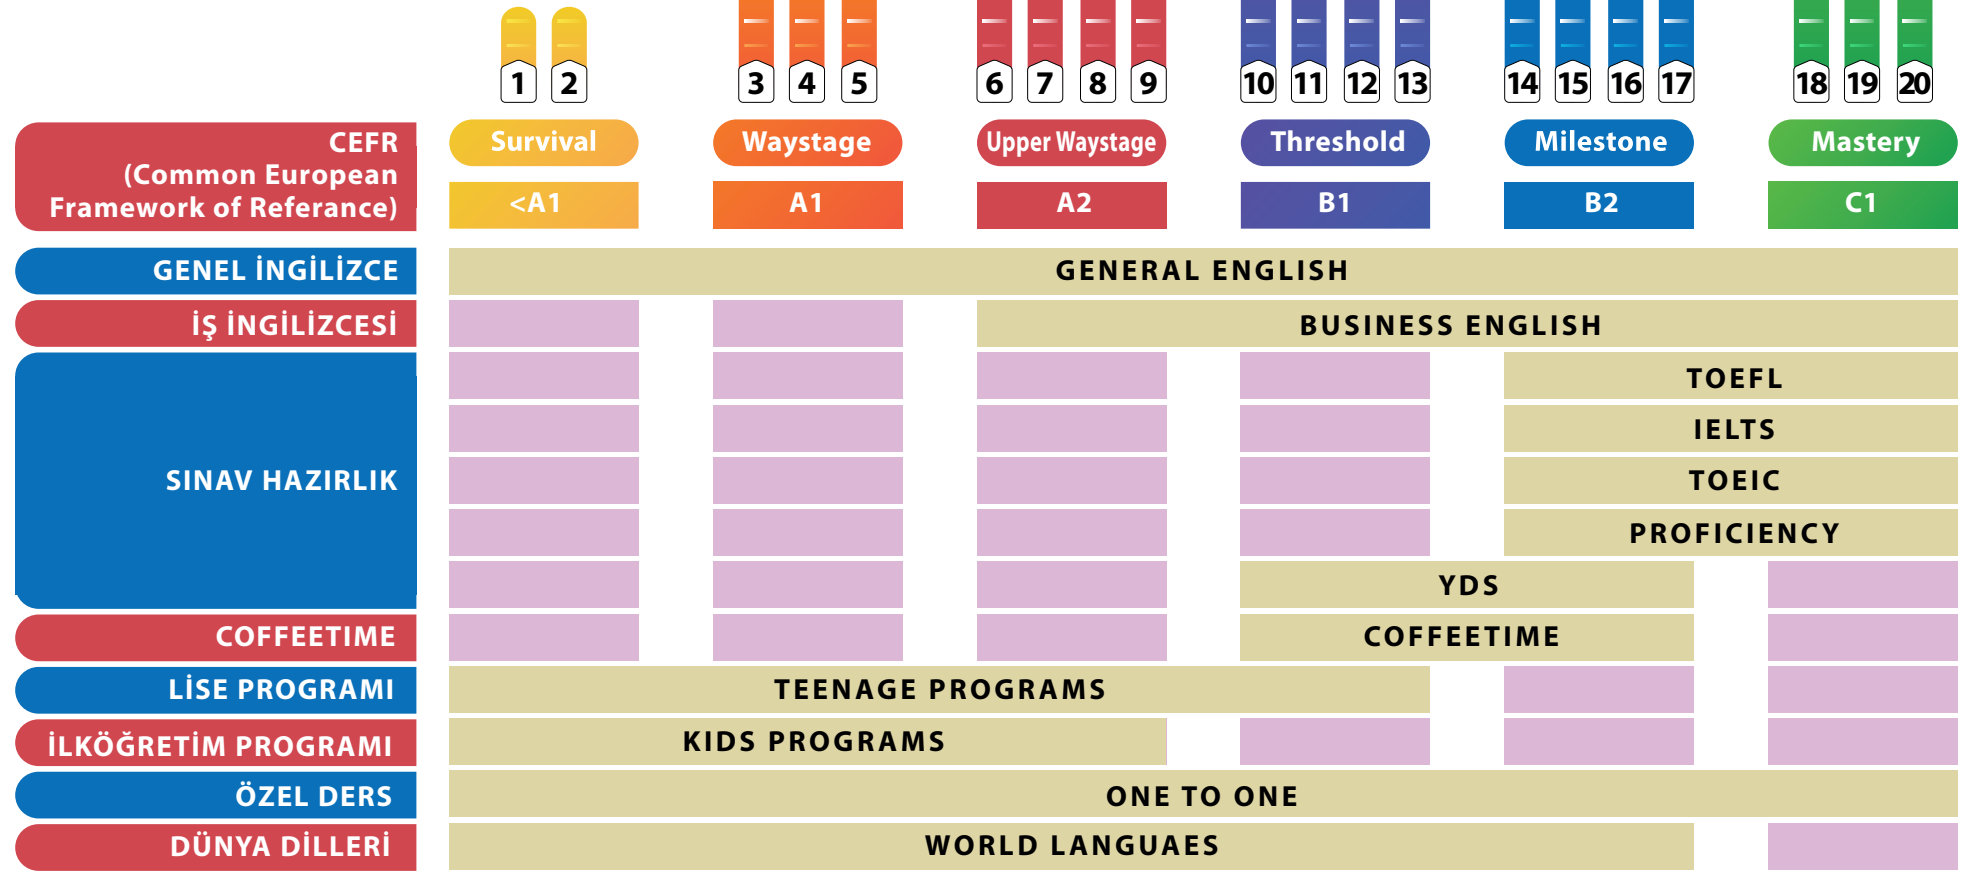 1 2 3 4 5 6 7 8 9 10 11 12 13 14 15 16 17 18 19 20
CEFR
(Common European
Framework of Referance)
Survival Waystage Upper Waystage Threshold Milestone Mastery
<A1 A1 A2 B1 B2 C1
GENEL İNGİLİZCE GENERAL ENGLISH
İŞ İNGİLİZCESİ BUSINESS ENGLISH
SINAV HAZIRLIK
TOEFL
IELTS
TOEIC
PROFICIENCY
YDS
COFFEETIME COFFEETIME
LİSE PROGRAMI TEENAGE PROGRAMS
İLKÖĞRETİM PROGRAMI KIDS PROGRAMS
ÖZEL DERS ONE TO ONE
DÜNYA DİLLERİ WORLD LANGUAES